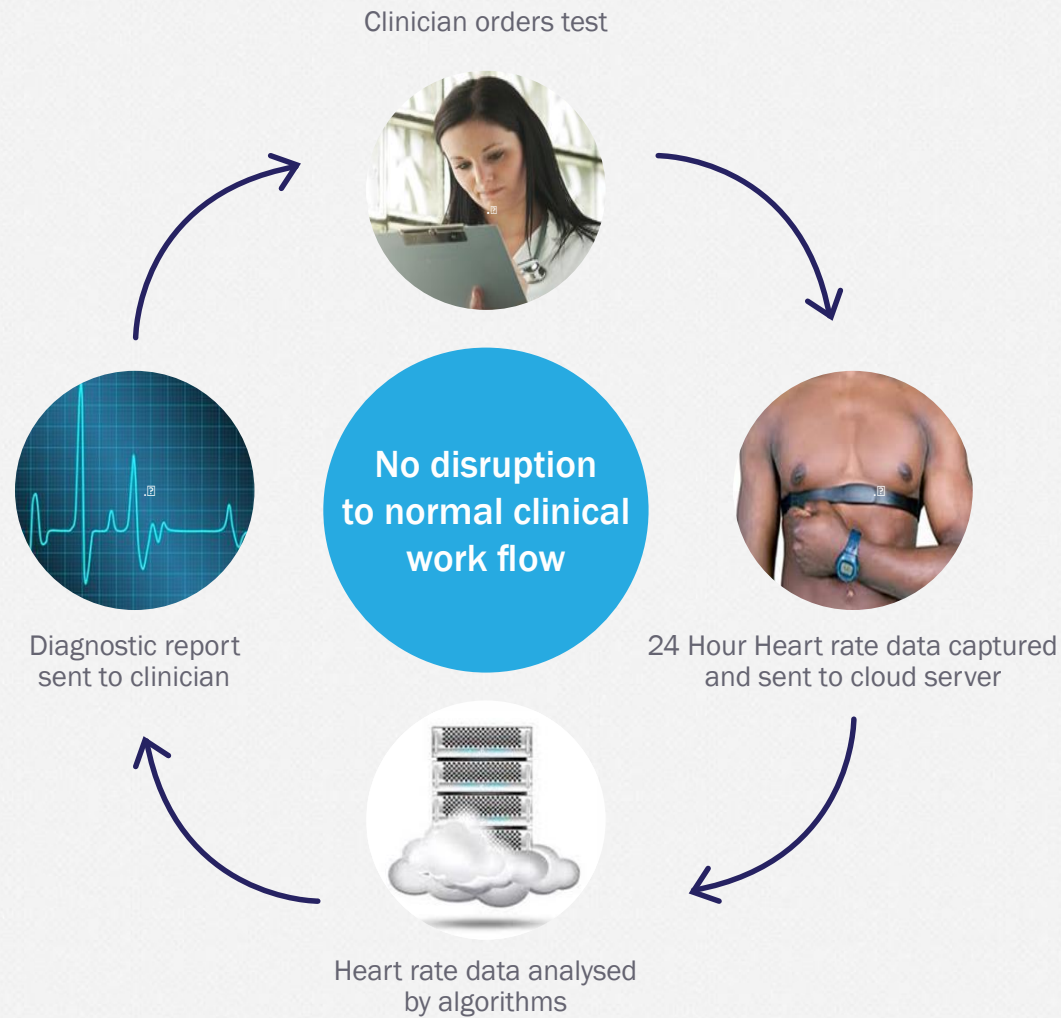 Clinician orders test
No disruption
to normal clinical
work flow
Diagnostic report
sent to clinician
24 Hour Heart rate data captured
and sent to cloud server
Heart rate data analysed
by algorithms